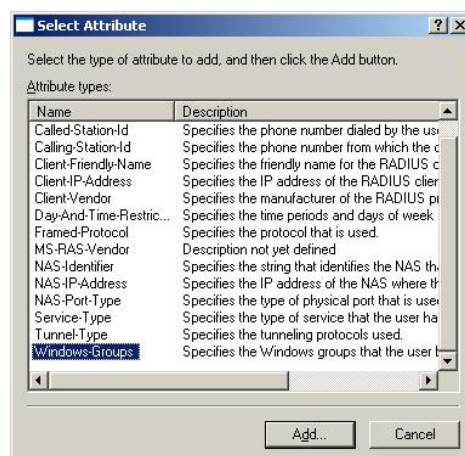 Select Attribute
Select the type of attribute to add, and then click the Add button.
Attribute types:
Name Description
Called-Station-Id Specifies the phone number dialed by the
Calling-Station-Id Specifies the phone number from which the
Client-Friendly-Name Specifies the friendly name for the RADIUS
Client-IP-Address Specifies the IP address of the RADIUS
Client-Vendor Specifies the manufacturer of the RADIUS
Day-And-Time-Restric... Specifies the time periods and days of week
Framed-Protocol Specifies the protocol that is used.
MS-RAS-Vendor Description not yet defined
NAS-Identifier Specifies the string that identifies the NAS
NAS-IP-Address Specifies the IP address of the NAS where
NAS-Port-Type Specifies the type of physical port that is
Service-Type Specifies the type of service that the user
Tunnel-Type Specifies the tunneling protocols used.
Windows-Groups Specifies the Windows groups that the user
Add... Cancel